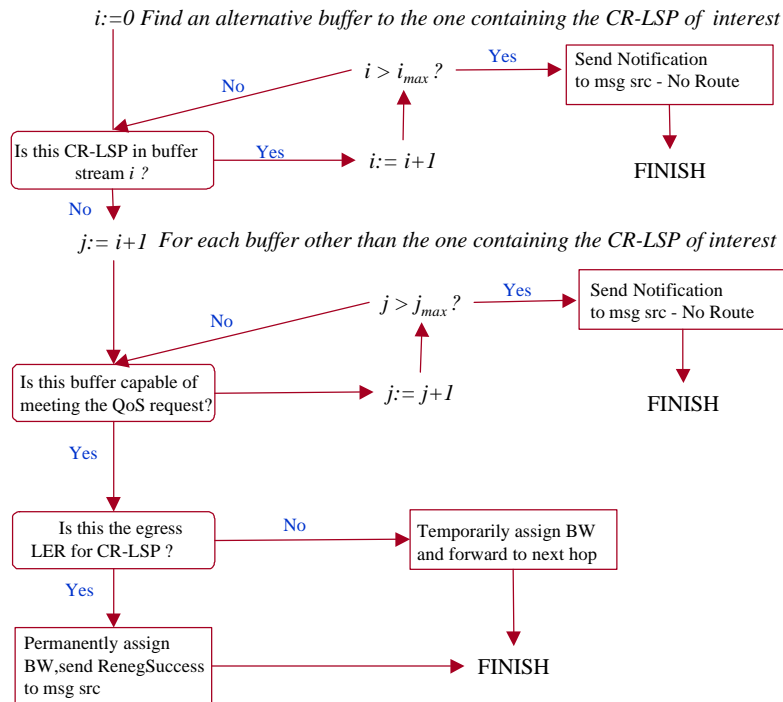 i:=0 Find an alternative buffer to the one containing the CR-LSP of interest
i > imax ?
Yes
Send Notification
to msg src - No Route
No
Is this CR-LSP in buffer
stream i ?
Yes
i:= i+1
FINISH
No
j:= i+1 For each buffer other than the one containing the CR-LSP of interest
j > jmax ?
Yes
Send Notification
to msg src - No Route
No
Is this buffer capable of
meeting the QoS request?
j:= j+1
FINISH
Yes
Is this the egress
LER for CR-LSP ?
No
Temporarily assign BW
and forward to next hop
Yes
Permanently assign
BW,send RenegSuccess
to msg src
FINISH